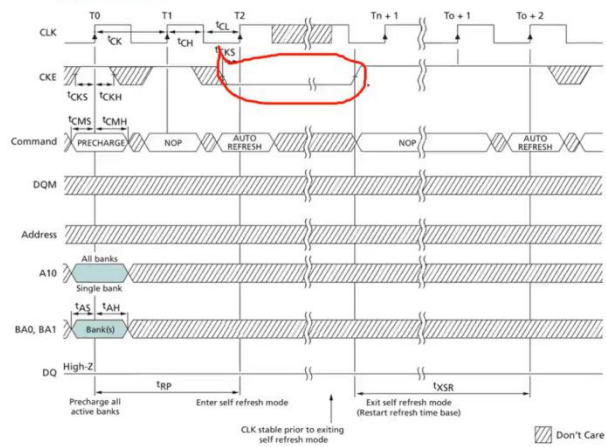 T0 T1 tCL T2 Tn + 1 To + 1 To + 2
CLK
tCK tCH
tCKS
CKE
tCKS tCKH
tCMS tCMH
Command PRECHARGE NOP AUTO REFRESH NOP AUTO REFRESH
DQM
Address
All banks
A10
Single bank
tAS tAH
BA0, BA1 Bank(s)
DQ High-Z
tRP tXSR
Precharge all
active banks
Enter self refresh mode
Exit self refresh mode
(Restart refresh time base)
CLK stable prior to exiting
self refresh mode
Don't Care